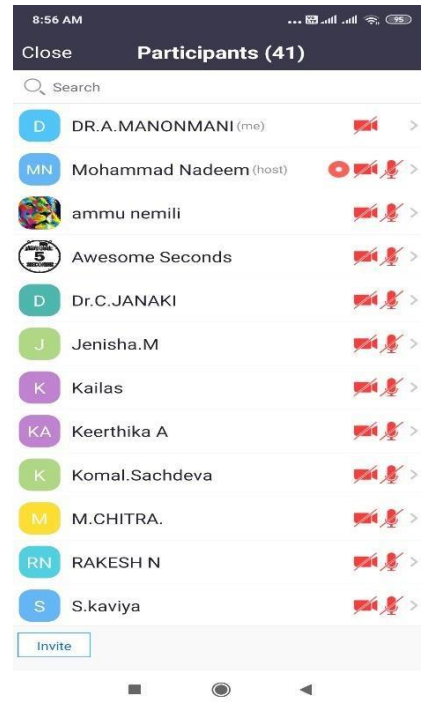 8:56 AM ... 95
Close Participants (41)
Search
D DR.A.MANONMANI (me)
MN Mohammad Nadeem (host)
ammu nemili
5 Awesome Seconds
D Dr.C.JANAKI
J Jenisha.M
K Kailas
KA Keerthika A
K Komal.Sachdeva
M M.CHITRA.
RN RAKESH N
S S.kaviya
Invite